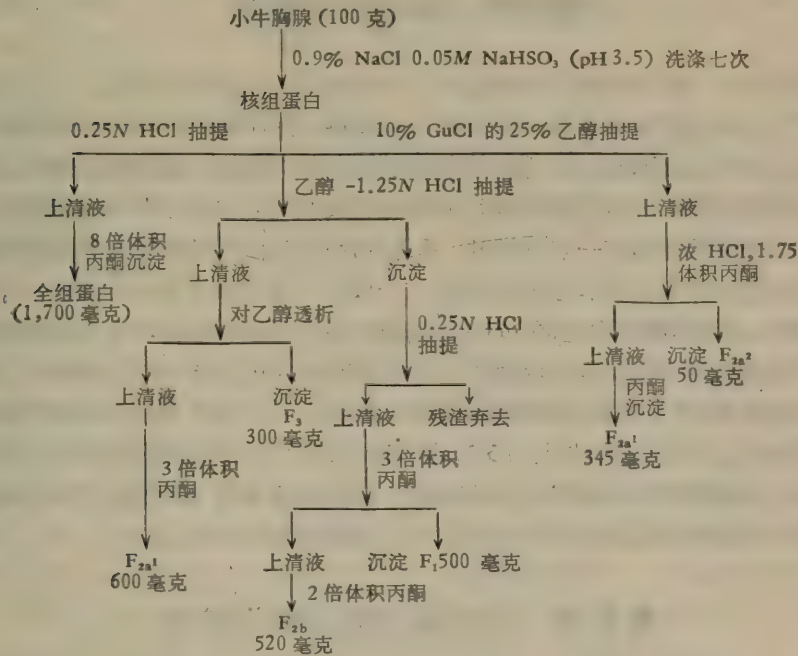 小牛胸腺 (100 克)
0.9% NaCl 0.05M NaHSO₃ (pH 3.5) 洗涤七次
核组蛋白
0.25N HCl 抽提
10% GuCl 的 25% 乙醇抽提
上清液
乙醇 -1.25N HCl 抽提
上清液
8 倍体积
丙酮沉淀
全组蛋白
(1,700 毫克)
上清液
沉淀
浓 HCl, 1.75
体积丙酮
对乙醇透析
0.25N HCl
抽提
上清液
沉淀 F₂ₐ²
50 毫克
丙酮
沉淀
F₂ₐ¹
345 毫克
上清液
沉淀
F₃
300 毫克
上清液
残渣弃去
3 倍体积
丙酮
3 倍体积
丙酮
F₂ₐ¹
600 毫克
上清液
沉淀 F₁500 毫克
2 倍体积丙酮
F₂b
520 毫克